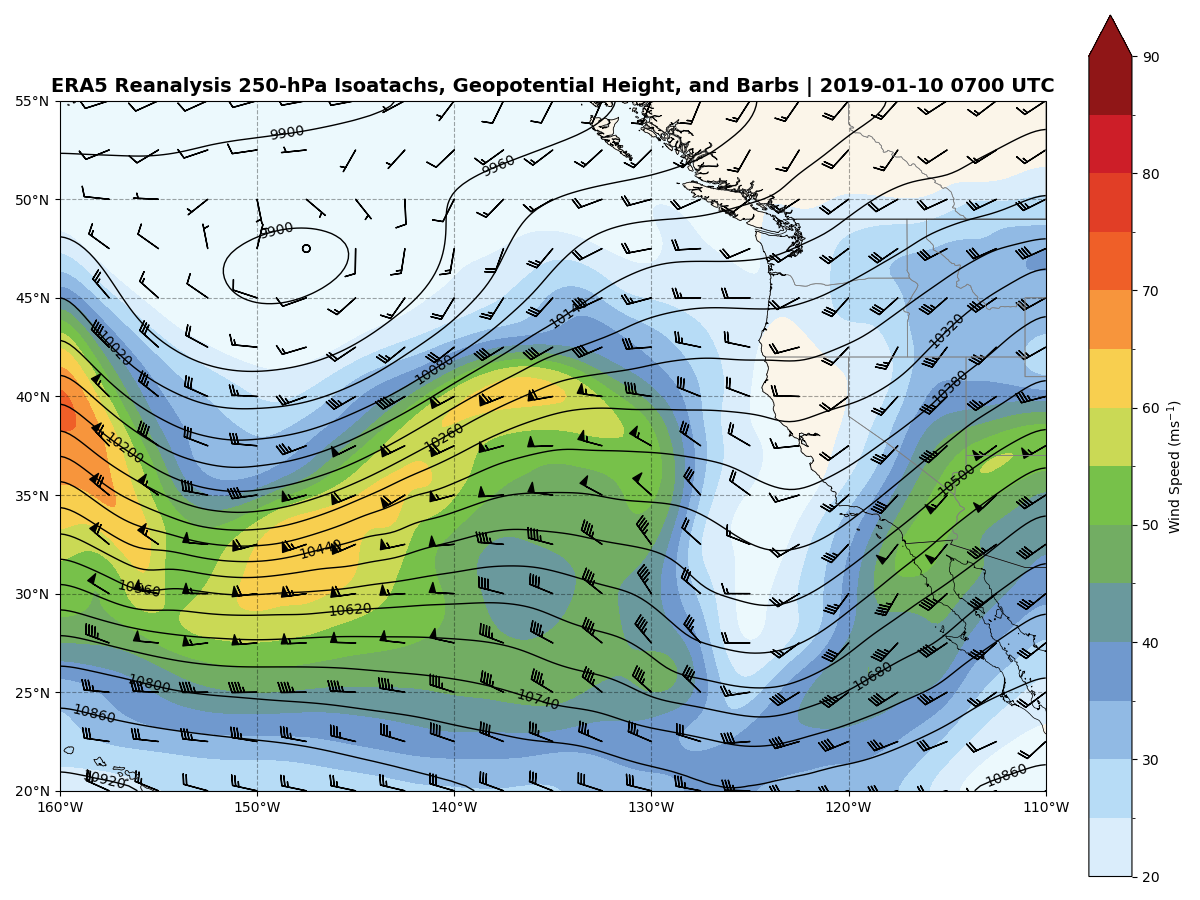 ERA5 Reanalysis 250-hPa Isoatachs, Geopotential Height, and Barbs | 2019-01-10 0700 UTC
90
55°N
9900
9960
80
50°N
9900
45°N
10140
70
10020
10320
10080
40°N
10380
60
10200
10260
Wind Speed (ms⁻¹)
35°N
10500
50
10440
30°N
10560
10620
40
25°N
10800
10680
10740
10860
30
10920
10860
20°N
160°W 150°W 140°W 130°W 120°W 110°W
20